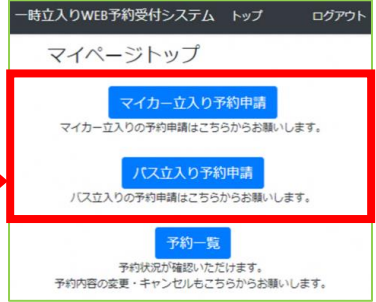 一時立入りWEB予約受付システム トップ ログアウト
マイページトップ
マイカー立入り予約申請
マイカー立入りの予約申請はこちらからお願いします。
バス立入り予約申請
バス立入りの予約申請はこちらからお願いします。
予約一覧
予約状況が確認いただけます。
予約内容の変更・キャンセルもこちらからお願いします。